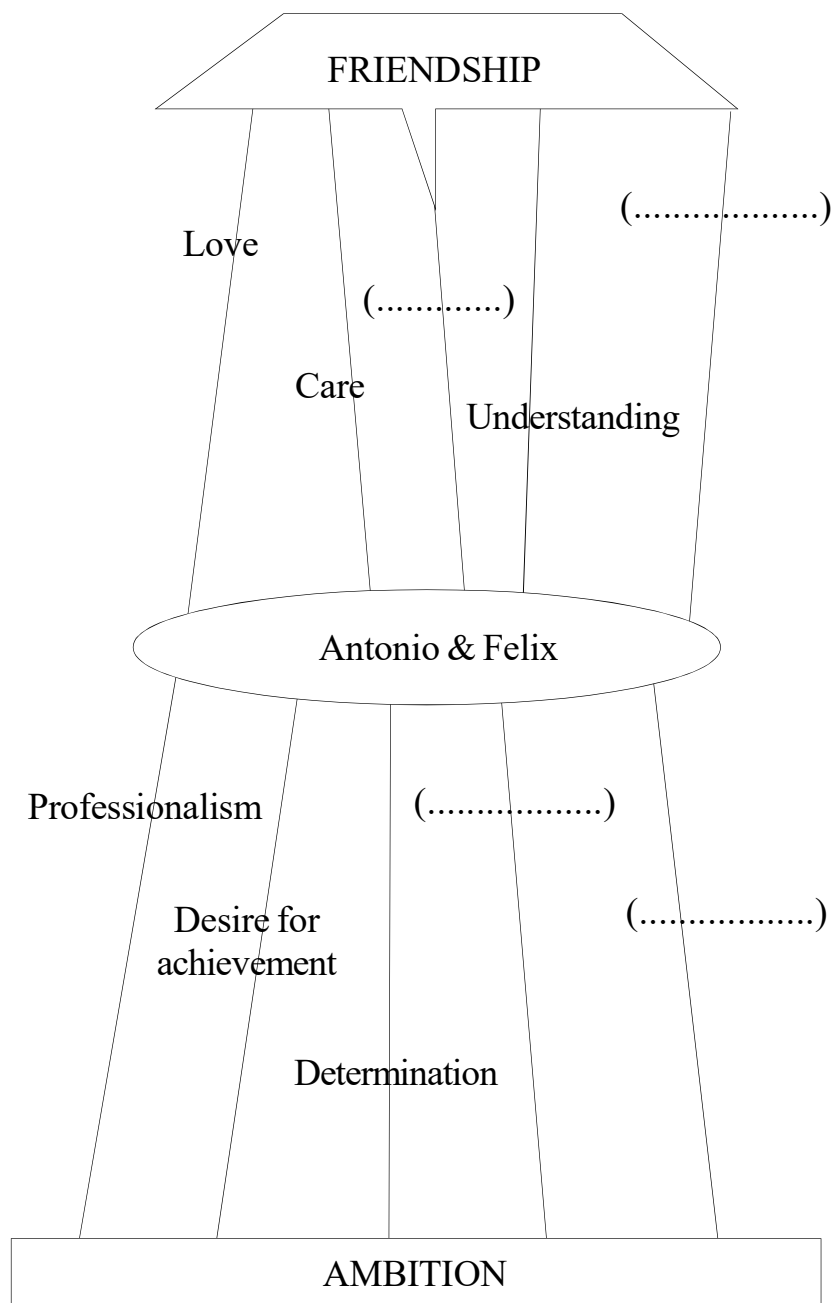 FRIENDSHIP
(...................)
Love
(.............)
Care
Understanding
Antonio & Felix
Professionalism
(..................)
Desire for
achievement
(..................)
Determination
AMBITION